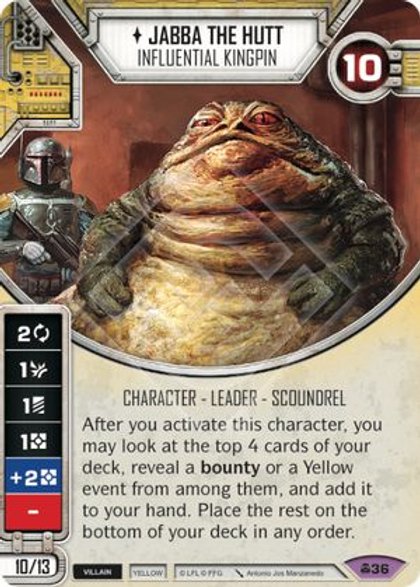 JABBA THE HUTT
INFLUENTIAL KINGPIN
10
2
1
1
1
+2
-
CHARACTER - LEADER - SCOUNDREL
After you activate this character, you
may look at the top 4 cards of your
deck, reveal a bounty or a Yellow
event from among them, and add it
to your hand. Place the rest on the
bottom of your deck in any order.
10/13
VILLAIN
YELLOW
© LFL © FFG
Antonio Jos Manzanedo
36